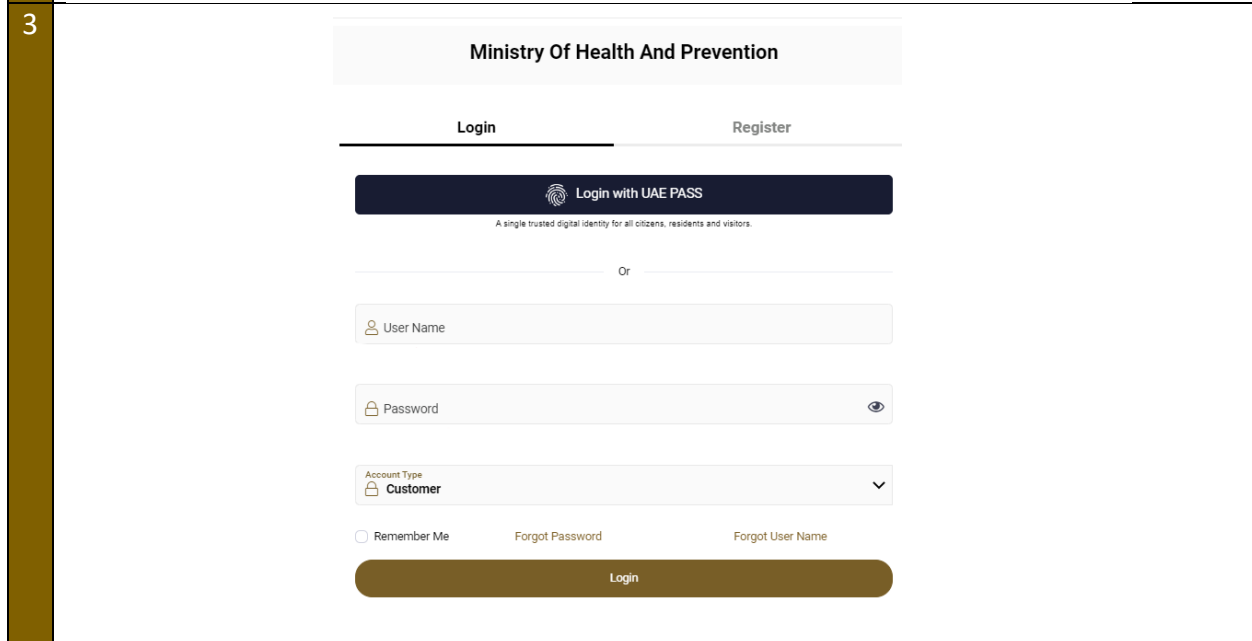 3
Ministry Of Health And Prevention
Login Register
Login with UAE PASS
A single trusted digital identity for all citizens, residents and visitors.
Or
User Name
Password
Account Type
Customer
Remember Me Forgot Password Forgot User Name
Login